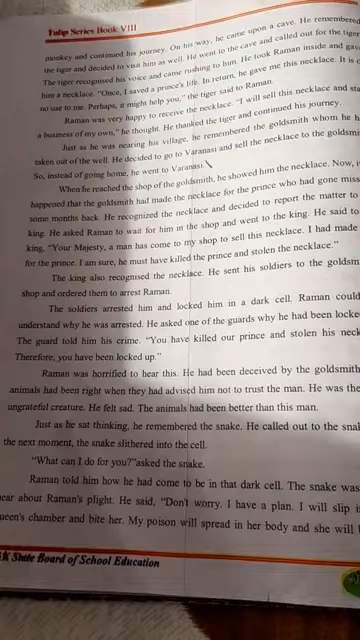 Tulip Series Book VIII
monkey and continued his journey. On his way, he came upon a cave. He remembered
the tiger and decided to visit him as well. He went to the cave and called out for the tiger
The tiger recognised his voice and came rushing to him. He took Raman inside and gave
him a necklace. "Once, I saved a prince's life. In return, he gave me this necklace. It is
no use to me. Perhaps, it might help you," the tiger said to Raman.
Raman was very happy to receive the necklace. "I will sell this necklace and
a business of my own," he thought. He thanked the tiger and continued his journey.
Just as he was nearing his village, he remembered the goldsmith whom he
taken out of the well. He decided to go to Varanasi and sell the necklace to the
So, instead of going home, he went to Varanasi.
When he reached the shop of the goldsmith, he showed him the necklace. Now,
happened that the goldsmith had made the necklace for the prince who had gone
some months back. He recognized the necklace and decided to report the matter to
king. He asked Raman to wait for him in the shop and went to the king. He said to
king, "Your Majesty, a man has come to my shop to sell this necklace. I had made
for the prince. I am sure, he must have killed the prince and stolen the necklace."
The king also recognised the necklace. He sent his soldiers to the
shop and ordered them to arrest Raman.
The soldiers arrested him and locked him in a dark cell. Raman could
understand why he was arrested. He asked one of the guards why he had been
The guard told him his crime. "You have killed our prince and stolen his
Therefore, you have been locked up."
Raman was horrified to hear this. He had been deceived by the goldsmith
animals had been right when they had advised him not to trust the man. He was the
ungrateful creature. He felt sad. The animals had been better than this man.
Just as he sat thinking, he remembered the snake. He called out to the
the next moment, the snake slithered into the cell.
"What can I do for you?"asked the snake.
Raman told him how he had come to be in that dark cell. The snake was
ear about Raman's plight. He said, "Don't worry. I have a plan. I will slip
ueen's chamber and bite her. My poison will spread in her body and she will
K State Board of School Education